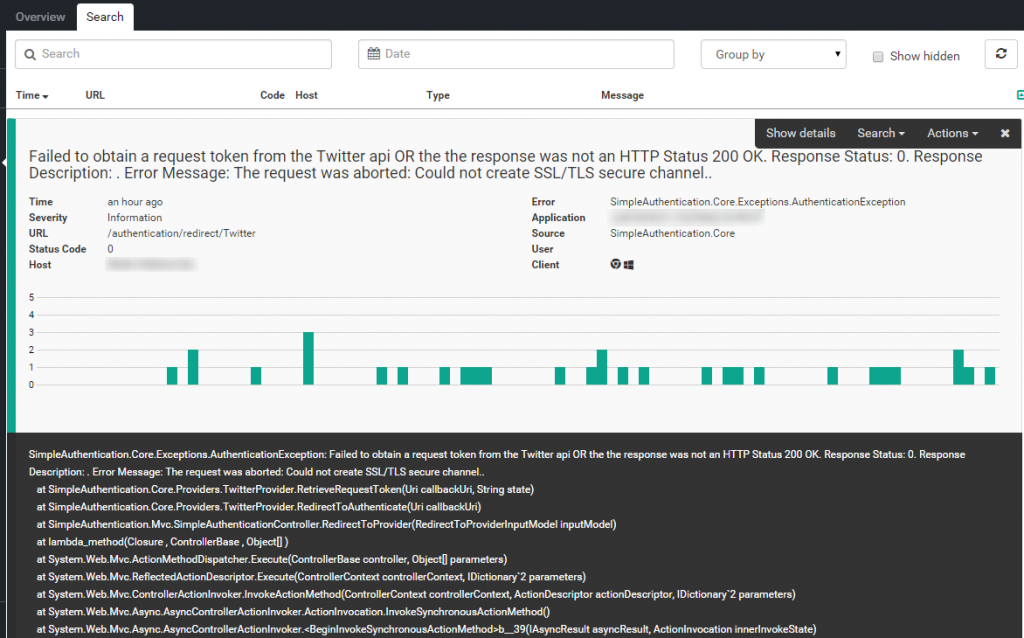 Overview Search
Search Date Group by Show hidden
Time URL Code Host Type Message
Show details Search Actions ✖
Failed to obtain a request token from the Twitter api OR the the response was not an HTTP Status 200 OK. Response Status: 0. Response
Description: . Error Message: The request was aborted: Could not create SSL/TLS secure channel..
Time an hour ago Error SimpleAuthentication.Core.Exceptions.AuthenticationException
Severity Information Application
URL /authentication/redirect/Twitter Source SimpleAuthentication.Core
Status Code 0 User
Host Client
5
4
3
2
1
0
SimpleAuthentication.Core.Exceptions.AuthenticationException: Failed to obtain a request token from the Twitter api OR the the response was not an HTTP Status 200 OK. Response Status: 0. Response
Description: . Error Message: The request was aborted: Could not create SSL/TLS secure channel..
at SimpleAuthentication.Core.Providers.TwitterProvider.RetrieveRequestToken(Uri callbackUri, String state)
at SimpleAuthentication.Core.Providers.TwitterProvider.RedirectToAuthenticate(Uri callbackUri)
at SimpleAuthentication.Mvc.SimpleAuthenticationController.RedirectToProvider(RedirectToProviderInputModel inputModel)
at lambda_method(Closure , ControllerBase , Object[] )
at System.Web.Mvc.ActionMethodDispatcher.Execute(ControllerBase controller, Object[] parameters)
at System.Web.Mvc.ReflectedActionDescriptor.Execute(ControllerContext controllerContext, IDictionary`2 parameters)
at System.Web.Mvc.ControllerActionInvoker.InvokeActionMethod(ControllerContext controllerContext, ActionDescriptor actionDescriptor, IDictionary`2 parameters)
at System.Web.Mvc.Async.AsyncControllerActionInvoker.ActionInvocation.InvokeSynchronousActionMethod()
at System.Web.Mvc.Async.AsyncControllerActionInvoker.<BeginInvokeSynchronousActionMethod>b__39(IAsyncResult asyncResult, ActionInvocation innerInvokeState)